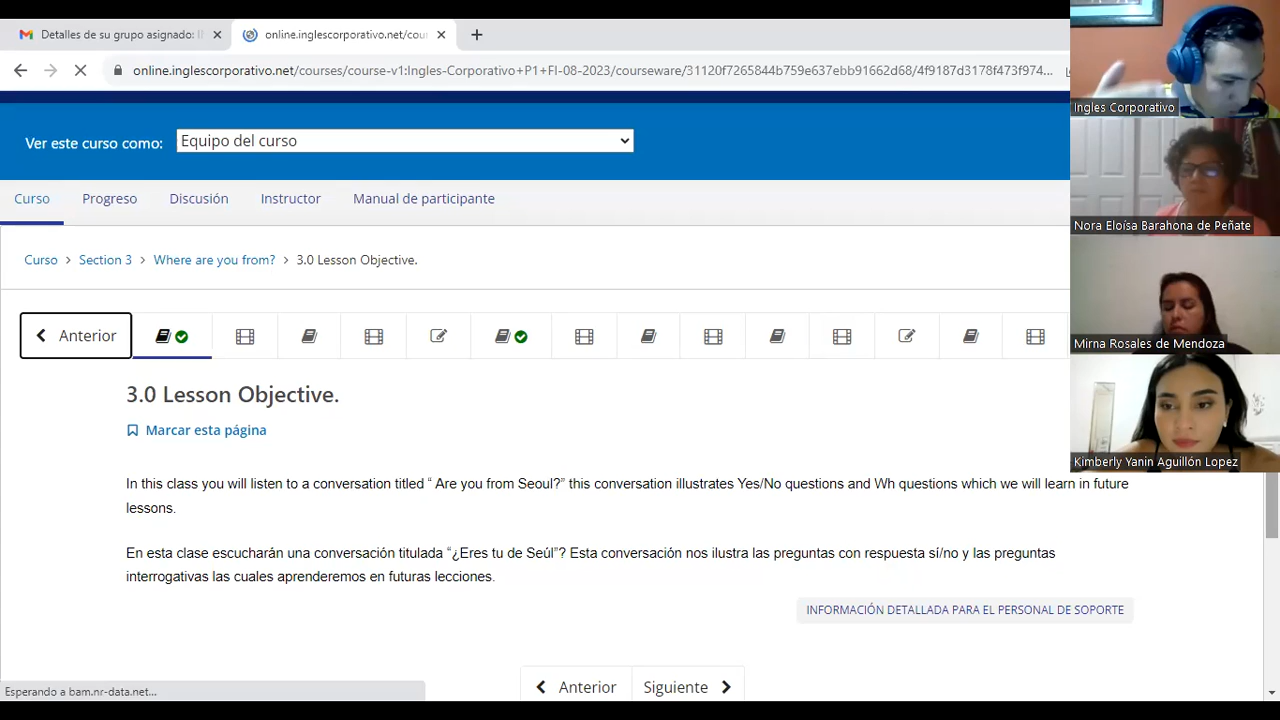 Detalles de su grupo asignado: I
online.inglescorporativo.net/cou
online.inglescorporativo.net/courses/course-v1:Ingles-Corporativo+P1+FI-08-2023/courseware/31120f7265844b759e637ebb91662d68/4f9187d3178f473f974...
Ver este curso como:
Equipo del curso
Curso
Progreso
Discusión
Instructor
Manual de participante
Curso > Section 3 > Where are you from? > 3.0 Lesson Objective.
Anterior
3.0 Lesson Objective.
Marcar esta página
In this class you will listen to a conversation titled “ Are you from Seoul?” this conversation illustrates Yes/No questions and Wh questions which we will learn in future
lessons.
En esta clase escucharán una conversación titulada “¿Eres tu de Seúl”? Esta conversación nos ilustra las preguntas con respuesta sí/no y las preguntas
interrogativas las cuales aprenderemos en futuras lecciones.
INFORMACIÓN DETALLADA PARA EL PERSONAL DE SOPORTE
Anterior
Siguiente
Esperando a bam.nr-data.net...
Ingles Corporativo
Nora Eloísa Barahona de Peñate
Mirna Rosales de Mendoza
Kimberly Yanin Aguillón Lopez